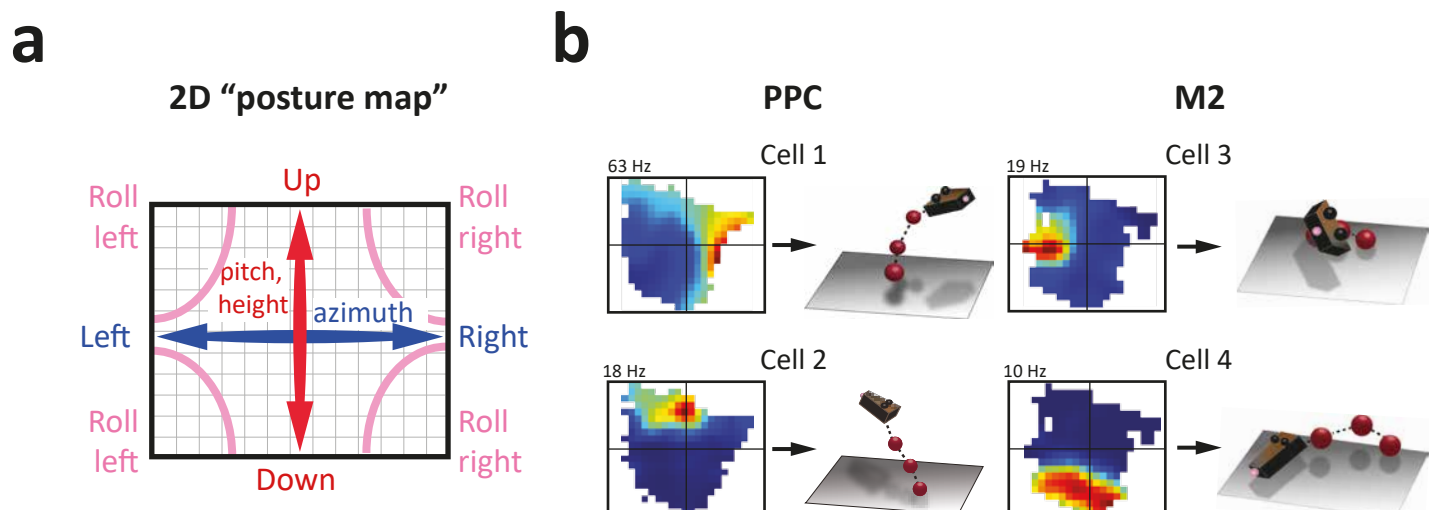 a
2D “posture map”
Up
Roll
left
Roll
right
pitch,
height
azimuth
Left
Right
Roll
left
Roll
right
Down
b
PPC
M2
Cell 1
63 Hz
Cell 3
19 Hz
Cell 2
18 Hz
Cell 4
10 Hz